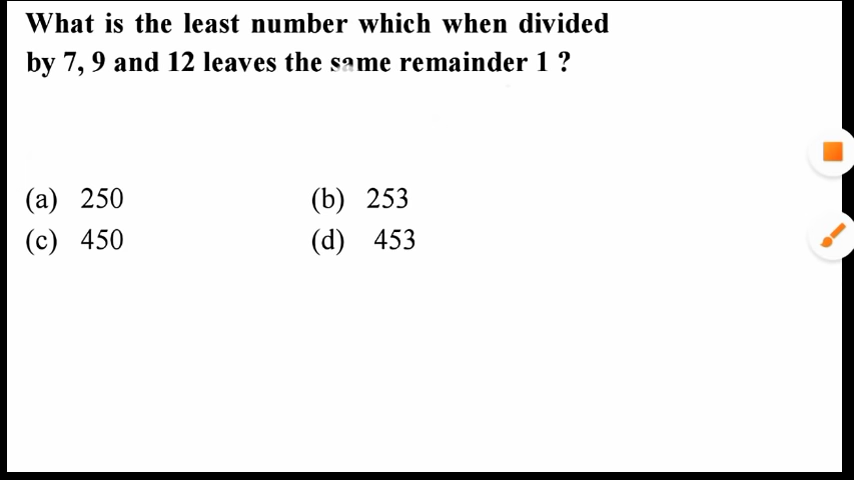 What is the least number which when divided
by 7, 9 and 12 leaves the same remainder 1 ?
(a) 250 (b) 253
(c) 450 (d) 453